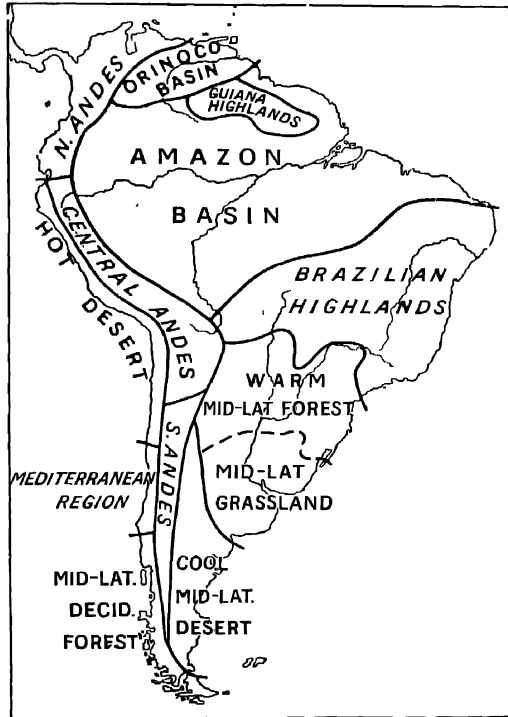 N. ANDES
ORINOCO
BASIN
GUIANA
HIGHLANDS
AMAZON
BASIN
CENTRAL ANDES
HOT DESERT
BRAZILIAN
HIGHLANDS
WARM
MID-LAT FOREST
S. ANDES
MID-LAT
GRASSLAND
MEDITERRANEAN
REGION
COOL
MID-LAT.
DESERT
MID-LAT.
DECID.
FOREST